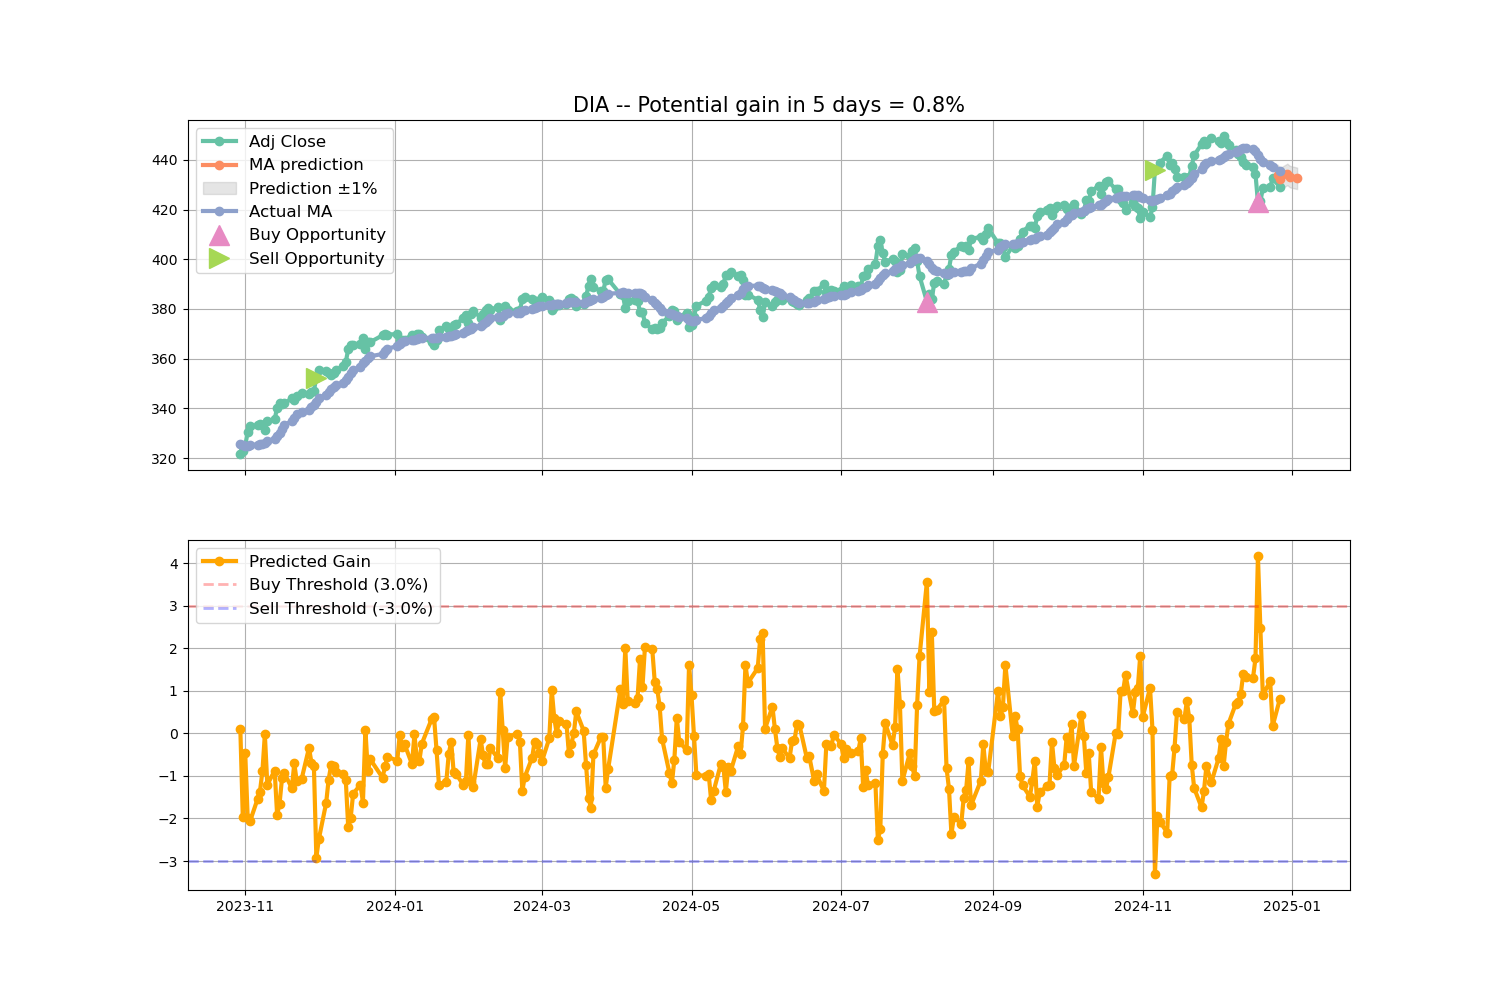 DIA -- Potential gain in 5 days = 0.8%
Adj Close
MA prediction
Prediction ±1%
Actual MA
Buy Opportunity
Sell Opportunity
440
420
400
380
360
340
320
Predicted Gain
Buy Threshold (3.0%)
Sell Threshold (-3.0%)
4
3
2
1
0
−1
−2
−3
2023-11
2024-01
2024-03
2024-05
2024-07
2024-09
2024-11
2025-01